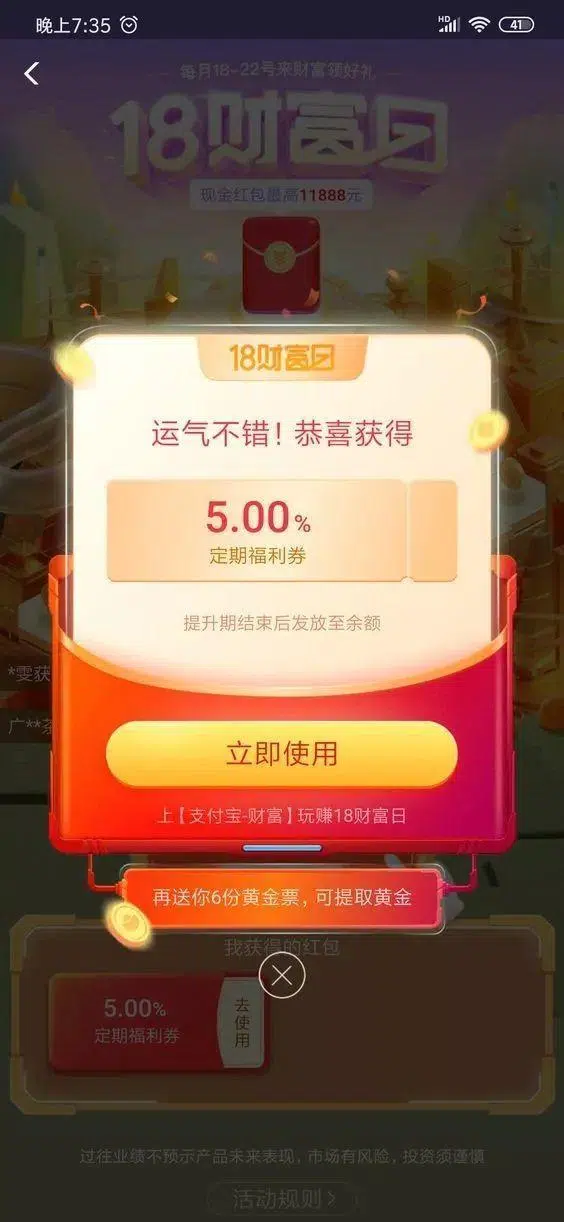 晚上7:35
HD
41
每月18-22号来财富领好礼
18财富日
现金红包最高11888元
18财富日
运气不错！恭喜获得
5.00%
定期福利券
提升期结束后发放至余额
*雯获
广**茶
立即使用
上【支付宝-财富】玩赚18财富日
再送你6份黄金票，可提取黄金
我获得的红包
5.00%
定期福利券
去使用
过往业绩不预示产品未来表现，市场有风险，投资须谨慎
活动规则>